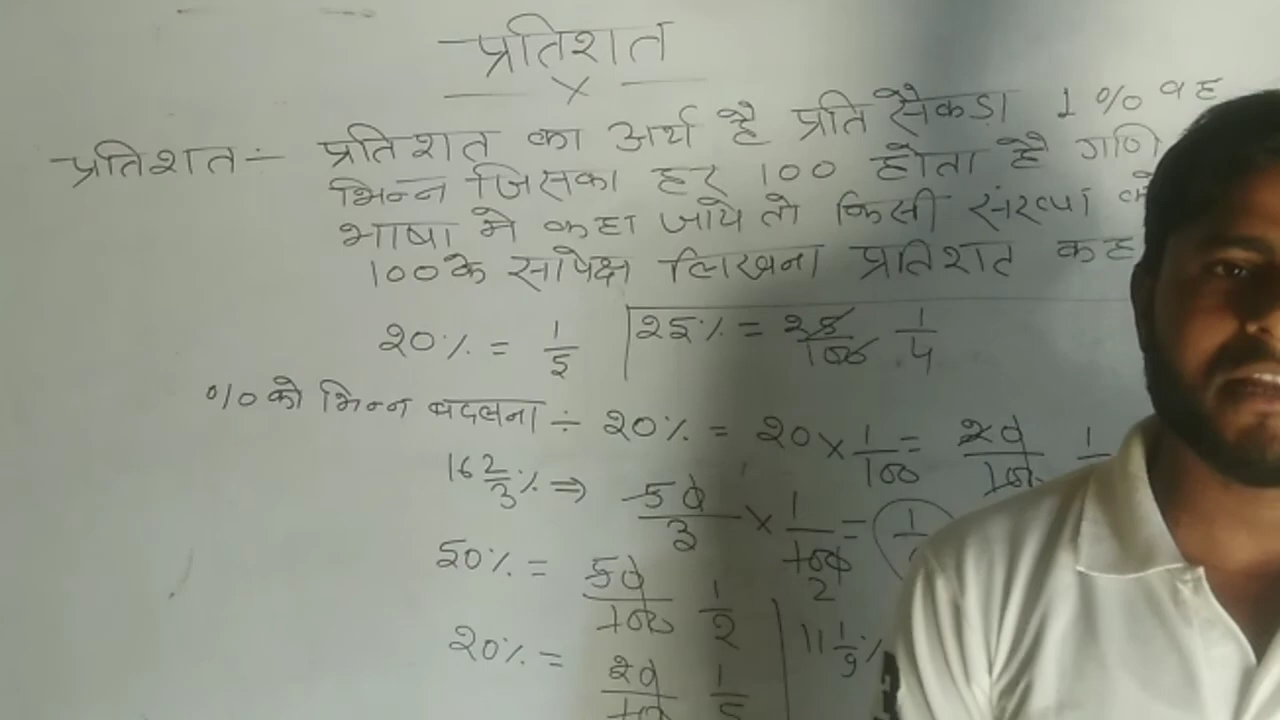 प्रतिशत
प्रतिशत:- प्रतिशत का अर्थ है प्रति सैकडा 1% वह
भिन्न जिसका हर 100 होता है गणि
भाषा मे कहा जाये तो किसी संख्या को
100 के सापेक्ष लिखना प्रतिशत कह
20% = 1/5 | 25% = 25/100 1/4
% को भिन्न बदलना ÷ 20% = 20 × 1/100 = 20/100 1
16 2/3 % ⇒ 50/3 × 1/100 2 = 1
50% = 50/100 1/2
20% = 20/100 1/5 | 11 1/9 %